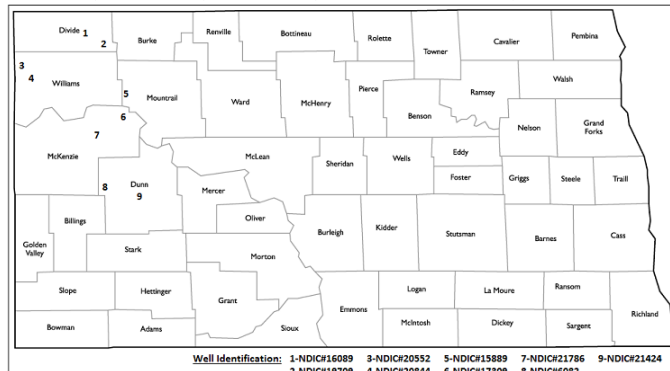 Divide 1
2
Burke
Renville
Bottineau
Rolette
Towner
Cavalier
Pembina
3
4
Williams
5
Mountrail
Ward
McHenry
Pierce
Benson
Ramsey
Walsh
6
7
McKenzie
8
Dunn
9
McLean
Mercer
Oliver
Sheridan
Wells
Eddy
Foster
Nelson
Grand
Forks
Griggs
Steele
Traill
Golden
Valley
Billings
Stark
Morton
Burleigh
Kidder
Stutsman
Barnes
Cass
Slope
Hettinger
Grant
Bowman
Adams
Sioux
Emmons
Logan
La Moure
Ransom
McIntosh
Dickey
Sargent
Richland
Well Identification: 1-NDIC#16089 3-NDIC#20552 5-NDIC#15889 7-NDIC#21786 9-NDIC#21424